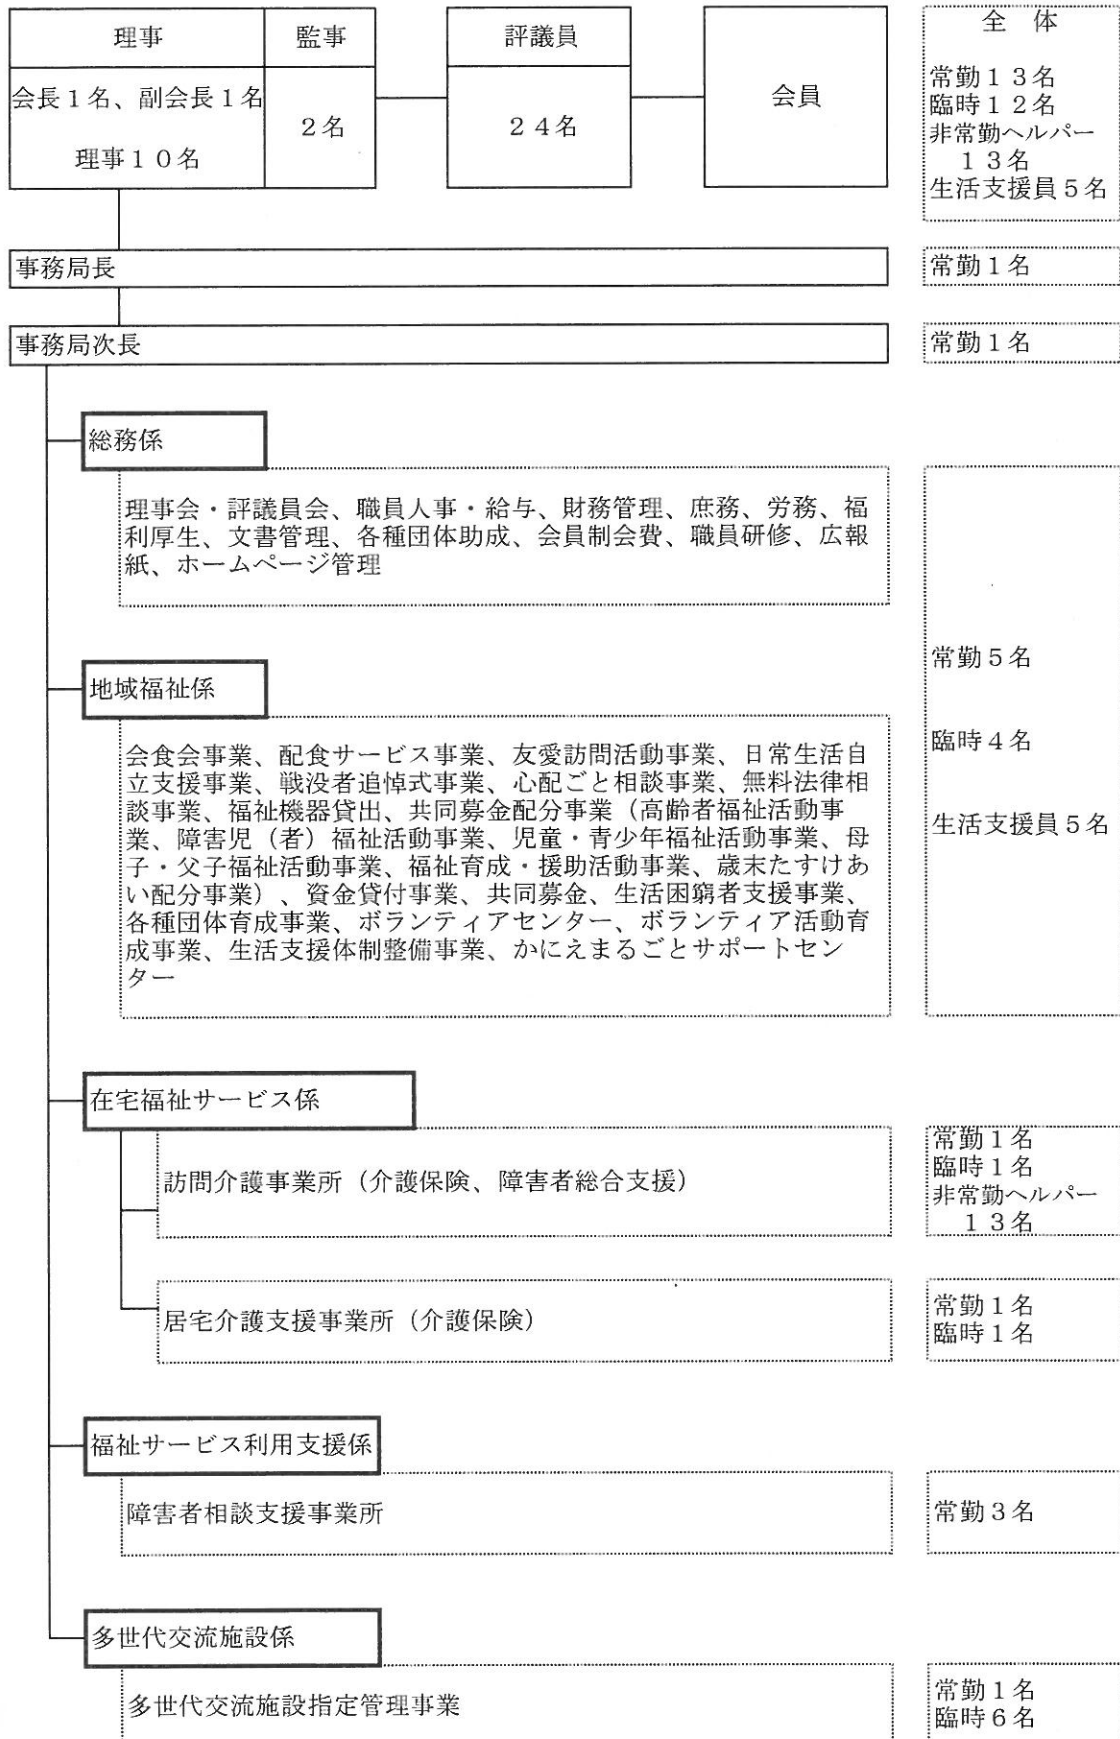 理事
監事
評議員
会員
全　体
会長１名、副会長１名
理事１０名
２名
２４名
常勤１３名
臨時１２名
非常勤ヘルパー
１３名
生活支援員５名
事務局長
常勤１名
事務局次長
常勤１名
総務係
理事会・評議員会、職員人事・給与、財務管理、庶務、労務、福
利厚生、文書管理、各種団体助成、会員制会費、職員研修、広報
紙、ホームページ管理
地域福祉係
会食会事業、配食サービス事業、友愛訪問活動事業、日常生活自
立支援事業、戦没者追悼式事業、心配ごと相談事業、無料法律相
談事業、福祉機器貸出、共同募金配分事業（高齢者福祉活動事
業、障害児（者）福祉活動事業、児童・青少年福祉活動事業、母
子・父子福祉活動事業、福祉育成・援助活動事業、歳末たすけあ
い配分事業）、資金貸付事業、共同募金、生活困窮者支援事業、
各種団体育成事業、ボランティアセンター、ボランティア活動育
成事業、生活支援体制整備事業、かにえまるごとサポートセン
ター
常勤５名
臨時４名
生活支援員５名
在宅福祉サービス係
訪問介護事業所（介護保険、障害者総合支援）
常勤１名
臨時１名
非常勤ヘルパー
１３名
居宅介護支援事業所（介護保険）
常勤１名
臨時１名
福祉サービス利用支援係
障害者相談支援事業所
常勤３名
多世代交流施設係
多世代交流施設指定管理事業
常勤１名
臨時６名